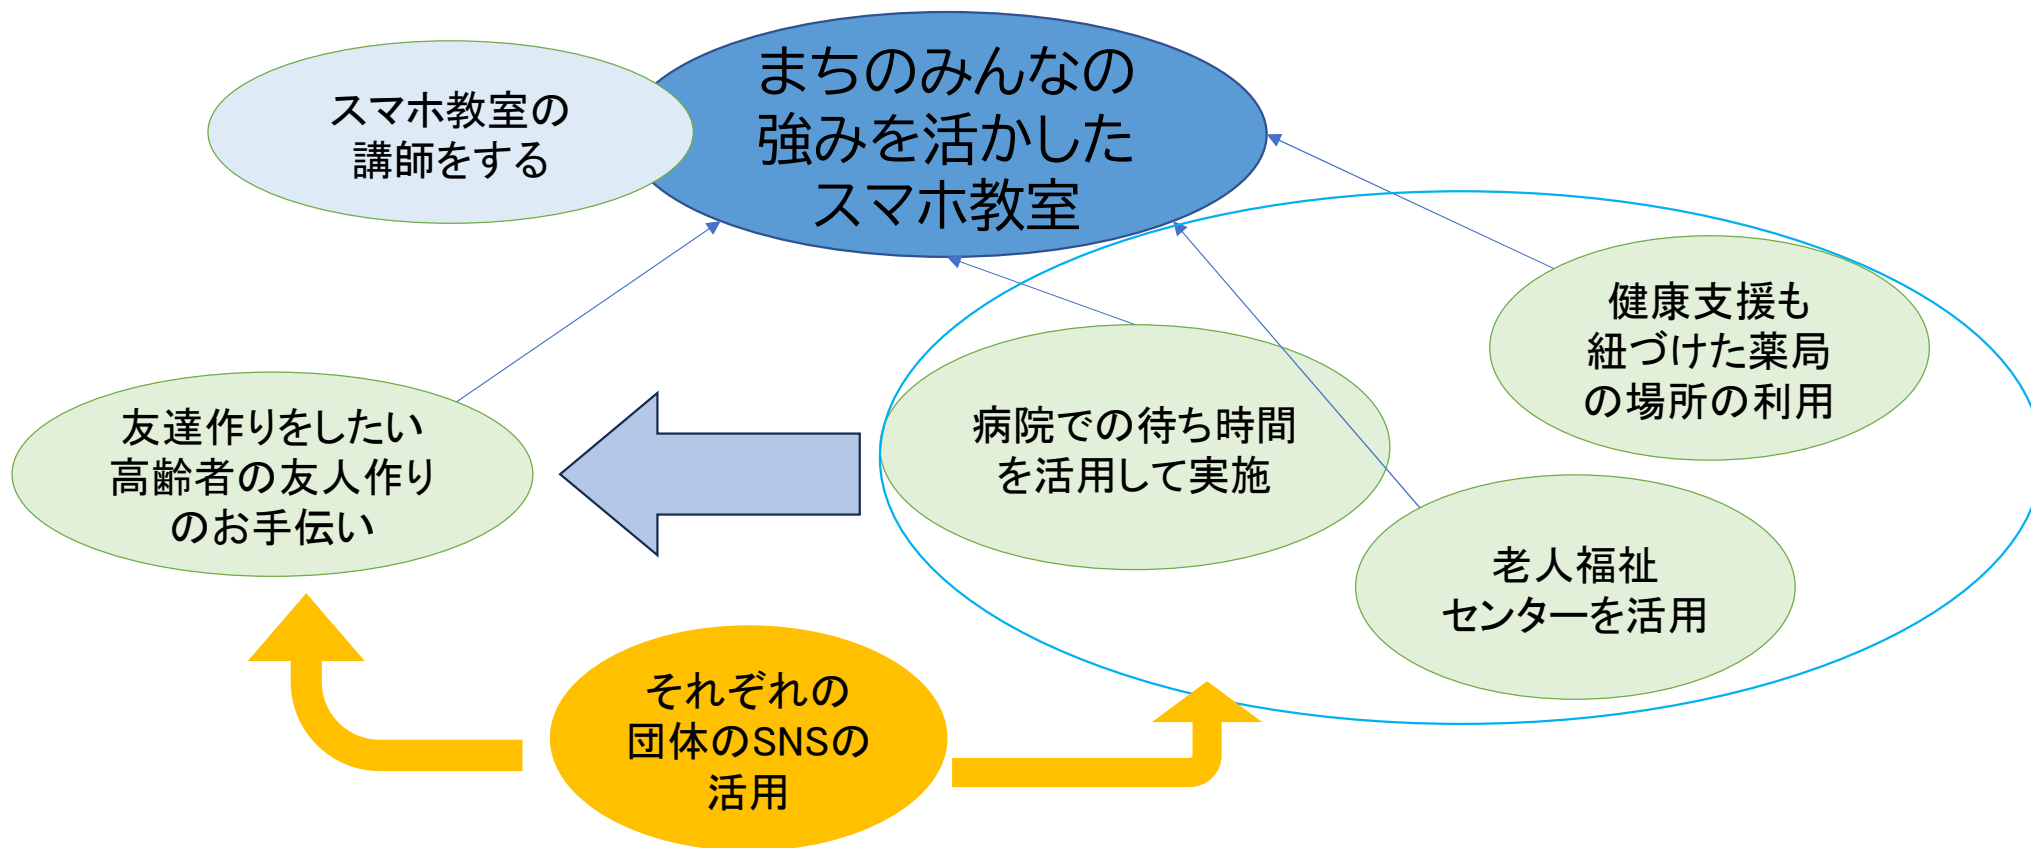 まちのみんなの
強みを活かした
スマホ教室
スマホ教室の
講師をする
健康支援も
紐づけた薬局
の場所の利用
病院での待ち時間
を活用して実施
友達作りをしたい
高齢者の友人作り
のお手伝い
老人福祉
センターを活用
それぞれの
団体のSNSの
活用